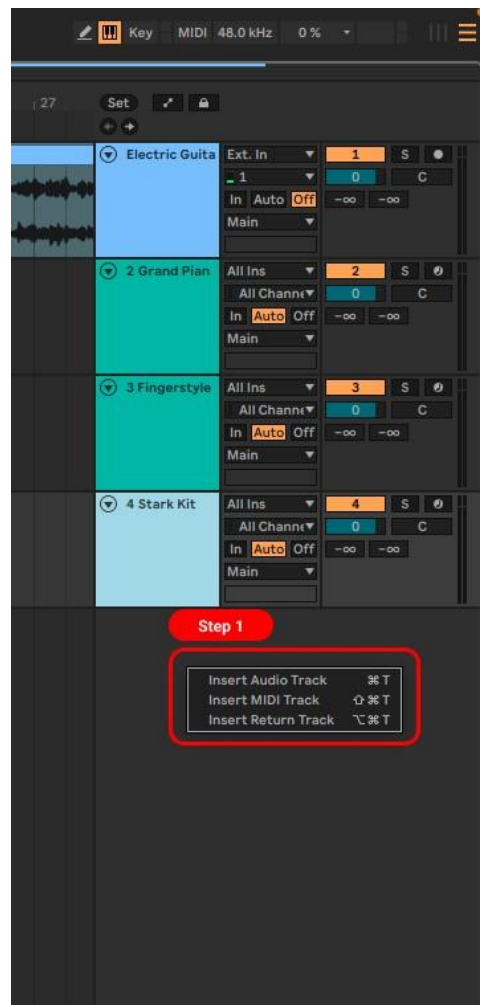 Key MIDI 48.0 kHz 0 %
27 Set
Electric Guita Ext. In 1 S
1 0 C
In Auto Off -∞ -∞
Main
2 Grand Pian All Ins 2 S
All Channe 0 C
In Auto Off -∞ -∞
Main
3 Fingerstyle All Ins 3 S
All Channe 0 C
In Auto Off -∞ -∞
Main
4 Stark Kit All Ins 4 S
All Channe 0 C
In Auto Off -∞ -∞
Main
Step 1
Insert Audio Track ⌘ T
Insert MIDI Track ⇧ ⌘ T
Insert Return Track ⌥ ⌘ T